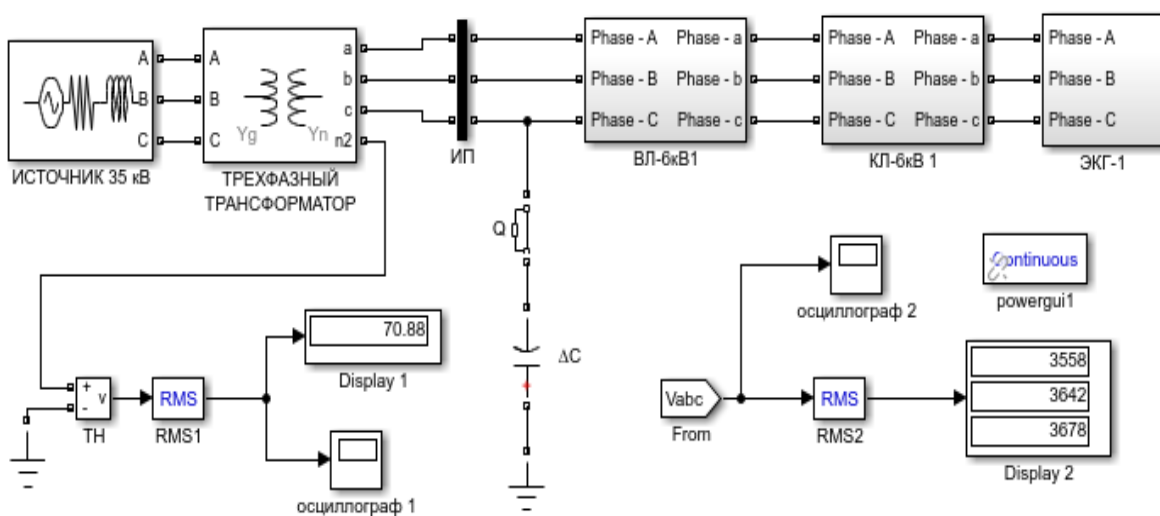 A
B
C
ИСТОЧНИК 35 кВ
A
B
C
Yg
Yn
a
b
c
n2
ТРЕХФАЗНЫЙ
ТРАНСФОРМАТОР
ИП
Phase - A Phase - a
Phase - B Phase - b
Phase - C Phase - c
ВЛ-6кВ1
Phase - A Phase - a
Phase - B Phase - b
Phase - C Phase - c
КЛ-6кВ 1
Phase - A
Phase - B
Phase - C
ЭКГ-1
Q
ΔC
+
-
v
ТН
RMS
RMS1
70.88
Display 1
осциллограф 1
Vabc
From
осциллограф 2
RMS
RMS2
Continuous
powergui1
3558
3642
3678
Display 2